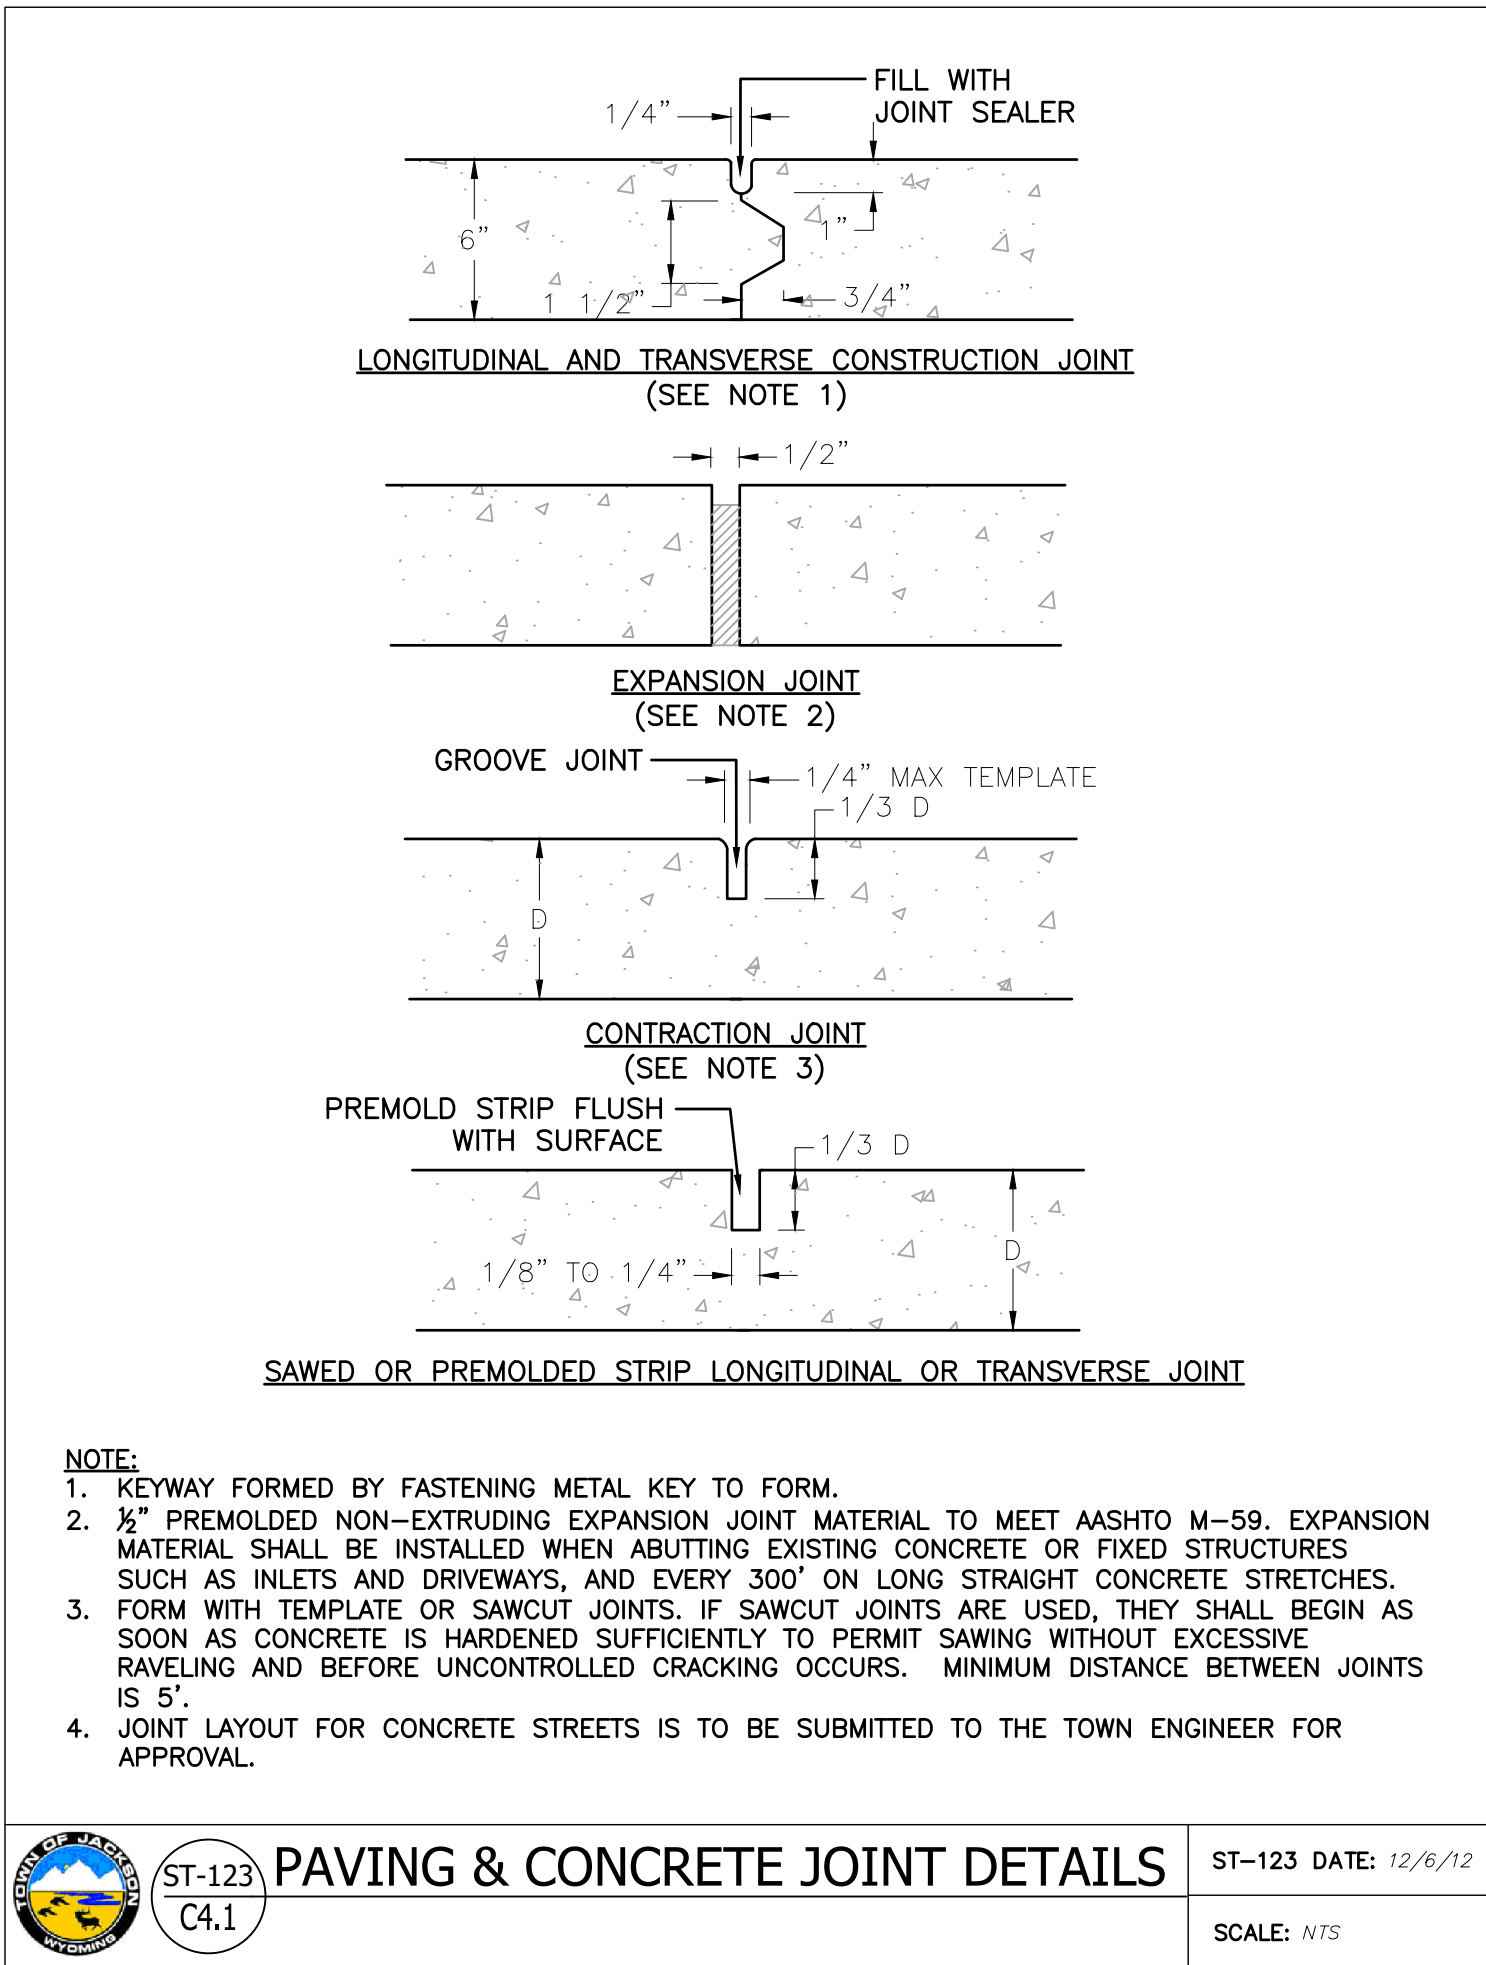 FILL WITH
JOINT SEALER
1/4”
6”
1”
1 1/2”
3/4”
LONGITUDINAL AND TRANSVERSE CONSTRUCTION JOINT
(SEE NOTE 1)
1/2”
EXPANSION JOINT
(SEE NOTE 2)
GROOVE JOINT
1/4” MAX TEMPLATE
1/3 D
D
CONTRACTION JOINT
(SEE NOTE 3)
PREMOLD STRIP FLUSH
WITH SURFACE
1/3 D
D
1/8” TO 1/4”
SAWED OR PREMOLDED STRIP LONGITUDINAL OR TRANSVERSE JOINT
NOTE:
1. KEYWAY FORMED BY FASTENING METAL KEY TO FORM.
2. ½” PREMOLDED NON-EXTRUDING EXPANSION JOINT MATERIAL TO MEET AASHTO M-59. EXPANSION
MATERIAL SHALL BE INSTALLED WHEN ABUTTING EXISTING CONCRETE OR FIXED STRUCTURES
SUCH AS INLETS AND DRIVEWAYS, AND EVERY 300’ ON LONG STRAIGHT CONCRETE STRETCHES.
3. FORM WITH TEMPLATE OR SAWCUT JOINTS. IF SAWCUT JOINTS ARE USED, THEY SHALL BEGIN AS
SOON AS CONCRETE IS HARDENED SUFFICIENTLY TO PERMIT SAWING WITHOUT EXCESSIVE
RAVELING AND BEFORE UNCONTROLLED CRACKING OCCURS. MINIMUM DISTANCE BETWEEN JOINTS
IS 5’.
4. JOINT LAYOUT FOR CONCRETE STREETS IS TO BE SUBMITTED TO THE TOWN ENGINEER FOR
APPROVAL.
TOWN OF JACKSON
WYOMING
ST-123
C4.1
PAVING & CONCRETE JOINT DETAILS
ST-123 DATE: 12/6/12
SCALE: NTS